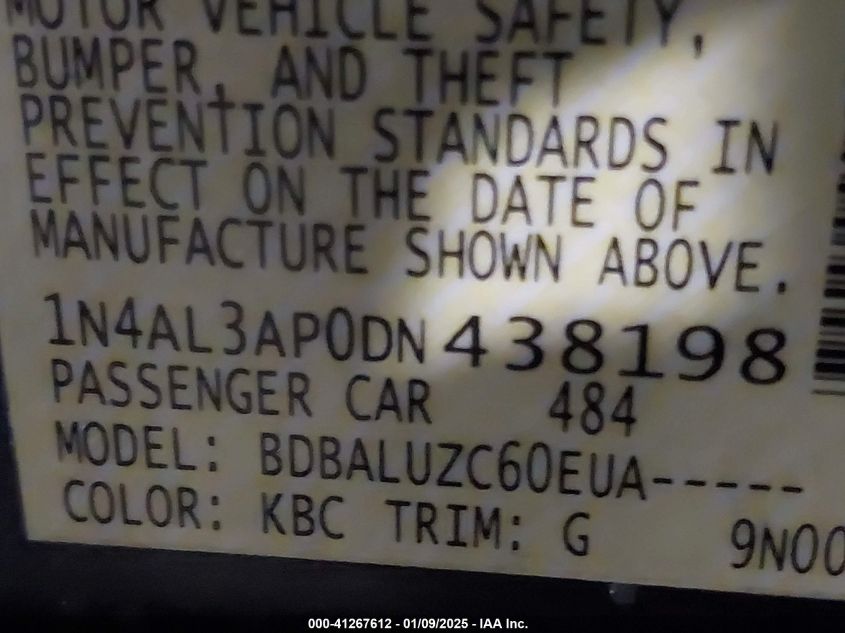 MOTOR VEHICLE SAFETY,
BUMPER, AND THEFT
PREVENTION STANDARDS IN
EFFECT ON THE DATE OF
MANUFACTURE SHOWN ABOVE.
1N4AL3AP0DN438198
PASSENGER CAR 484
MODEL: BDBALUZC60EUA-----
COLOR: KBC TRIM: G 9N00
000-41267612 - 01/09/2025 - IAA Inc.